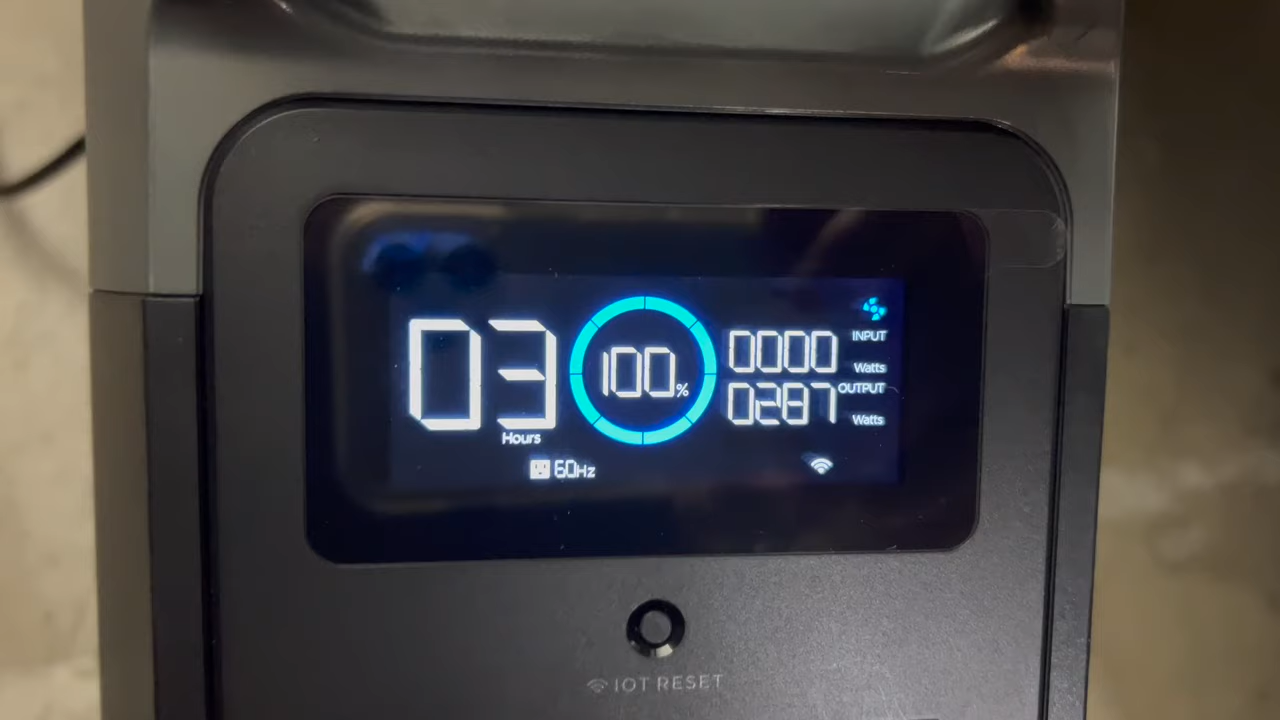 03
Hours
100%
INPUT
0000 Watts
OUTPUT
0287 Watts
60Hz
IOT RESET